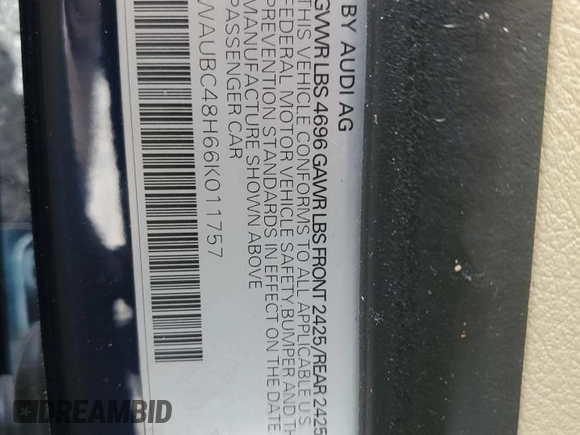 BY AUDI AG
GVWR LBS 4696 GAWR LBS FRONT 2425/REAR 2425
THIS VEHICLE CONFORMS TO ALL APPLICABLE U.S.
FEDERAL MOTOR VEHICLE SAFETY, BUMPER AND TH
PREVENTION STANDARDS IN EFFECT ON THE DATE
MANUFACTURE SHOWN ABOVE
PASSENGER CAR
WAUBC48H66K011757
DREAMBID